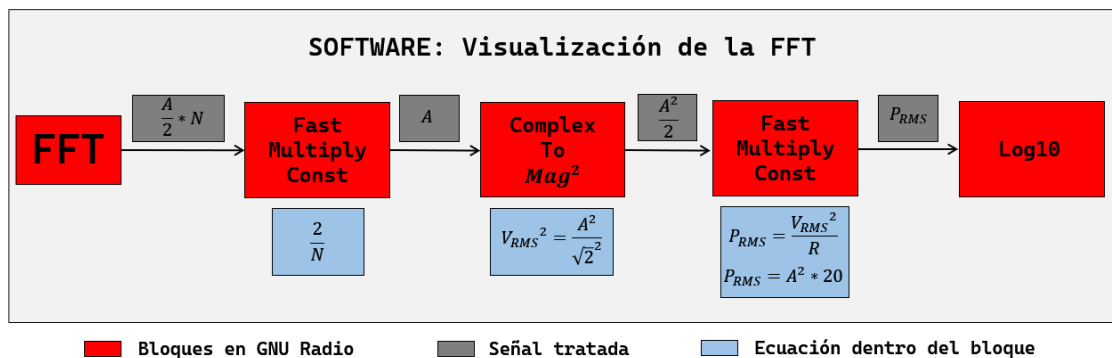 SOFTWARE: Visualización de la FFT
FFT
A/2 * N
Fast
Multiply
Const
2/N
A
Complex
To
Mag²
V_RMS² = A²/√2²
A²/2
Fast
Multiply
Const
P_RMS = V_RMS²/R
P_RMS = A² * 20
P_RMS
Log10
Bloques en GNU Radio
Señal tratada
Ecuación dentro del bloque